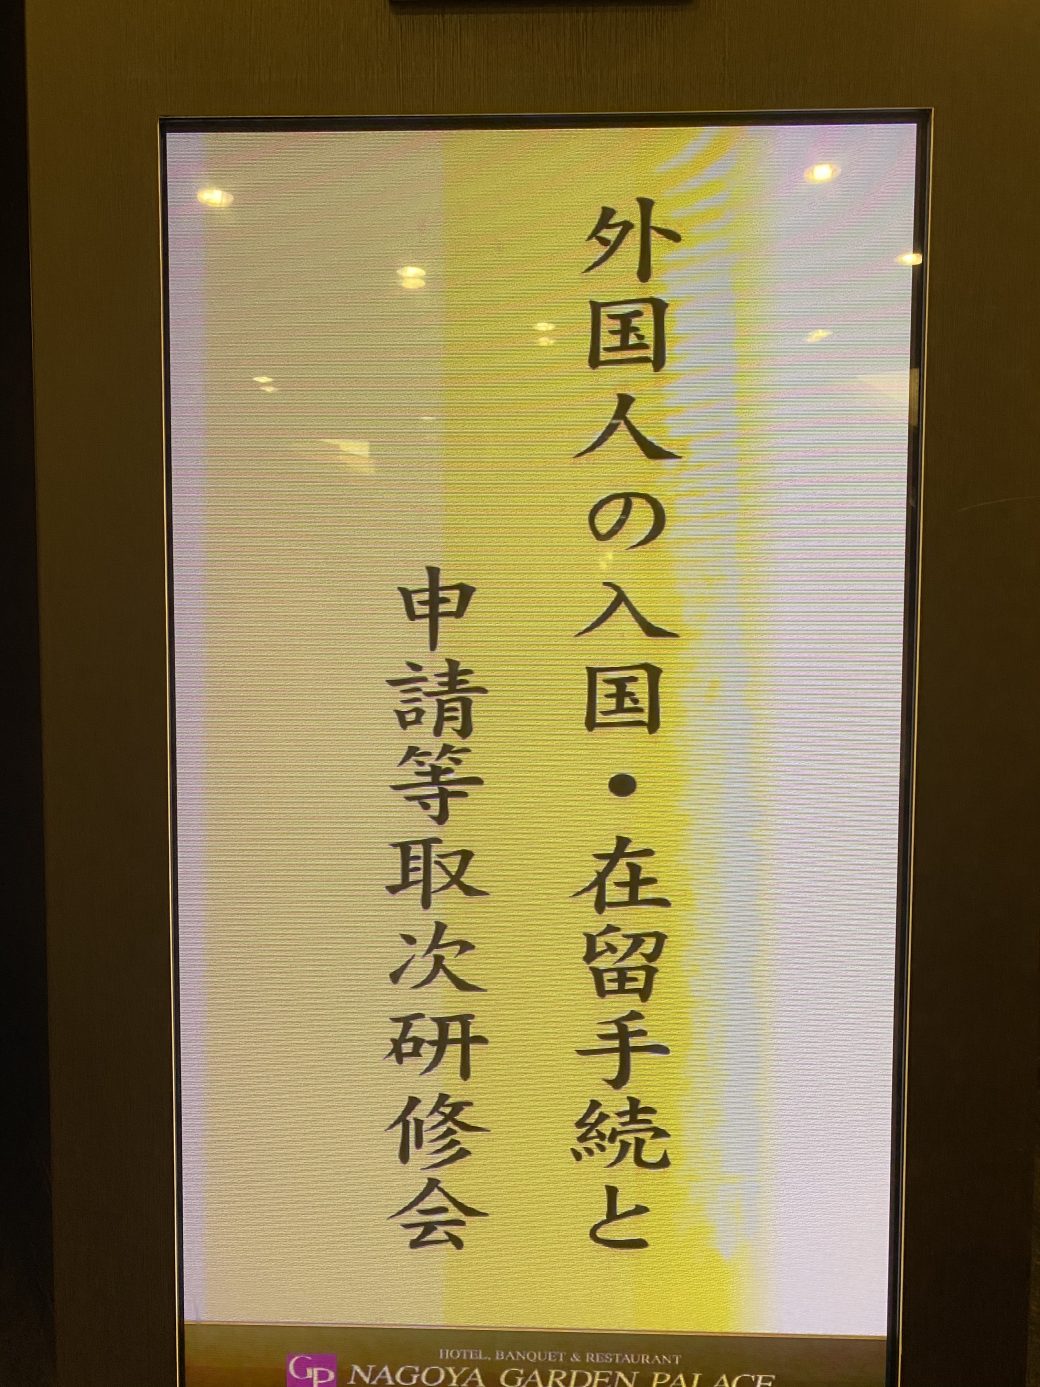 外国人の入国・在留手続と
申請等取次研修会
HOTEL, BANQUET & RESTAURANT
GP NAGOYA GARDEN PALACE